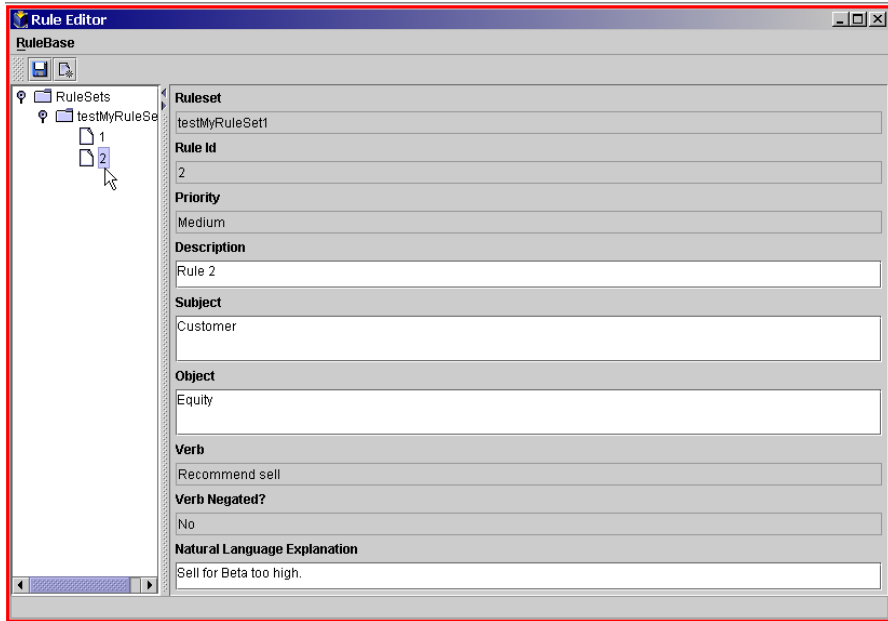 Rule Editor
RuleBase
RuleSets
testMyRuleSe
1
2
Ruleset
testMyRuleSet1
Rule Id
2
Priority
Medium
Description
Rule 2
Subject
Customer
Object
Equity
Verb
Recommend sell
Verb Negated?
No
Natural Language Explanation
Sell for Beta too high.